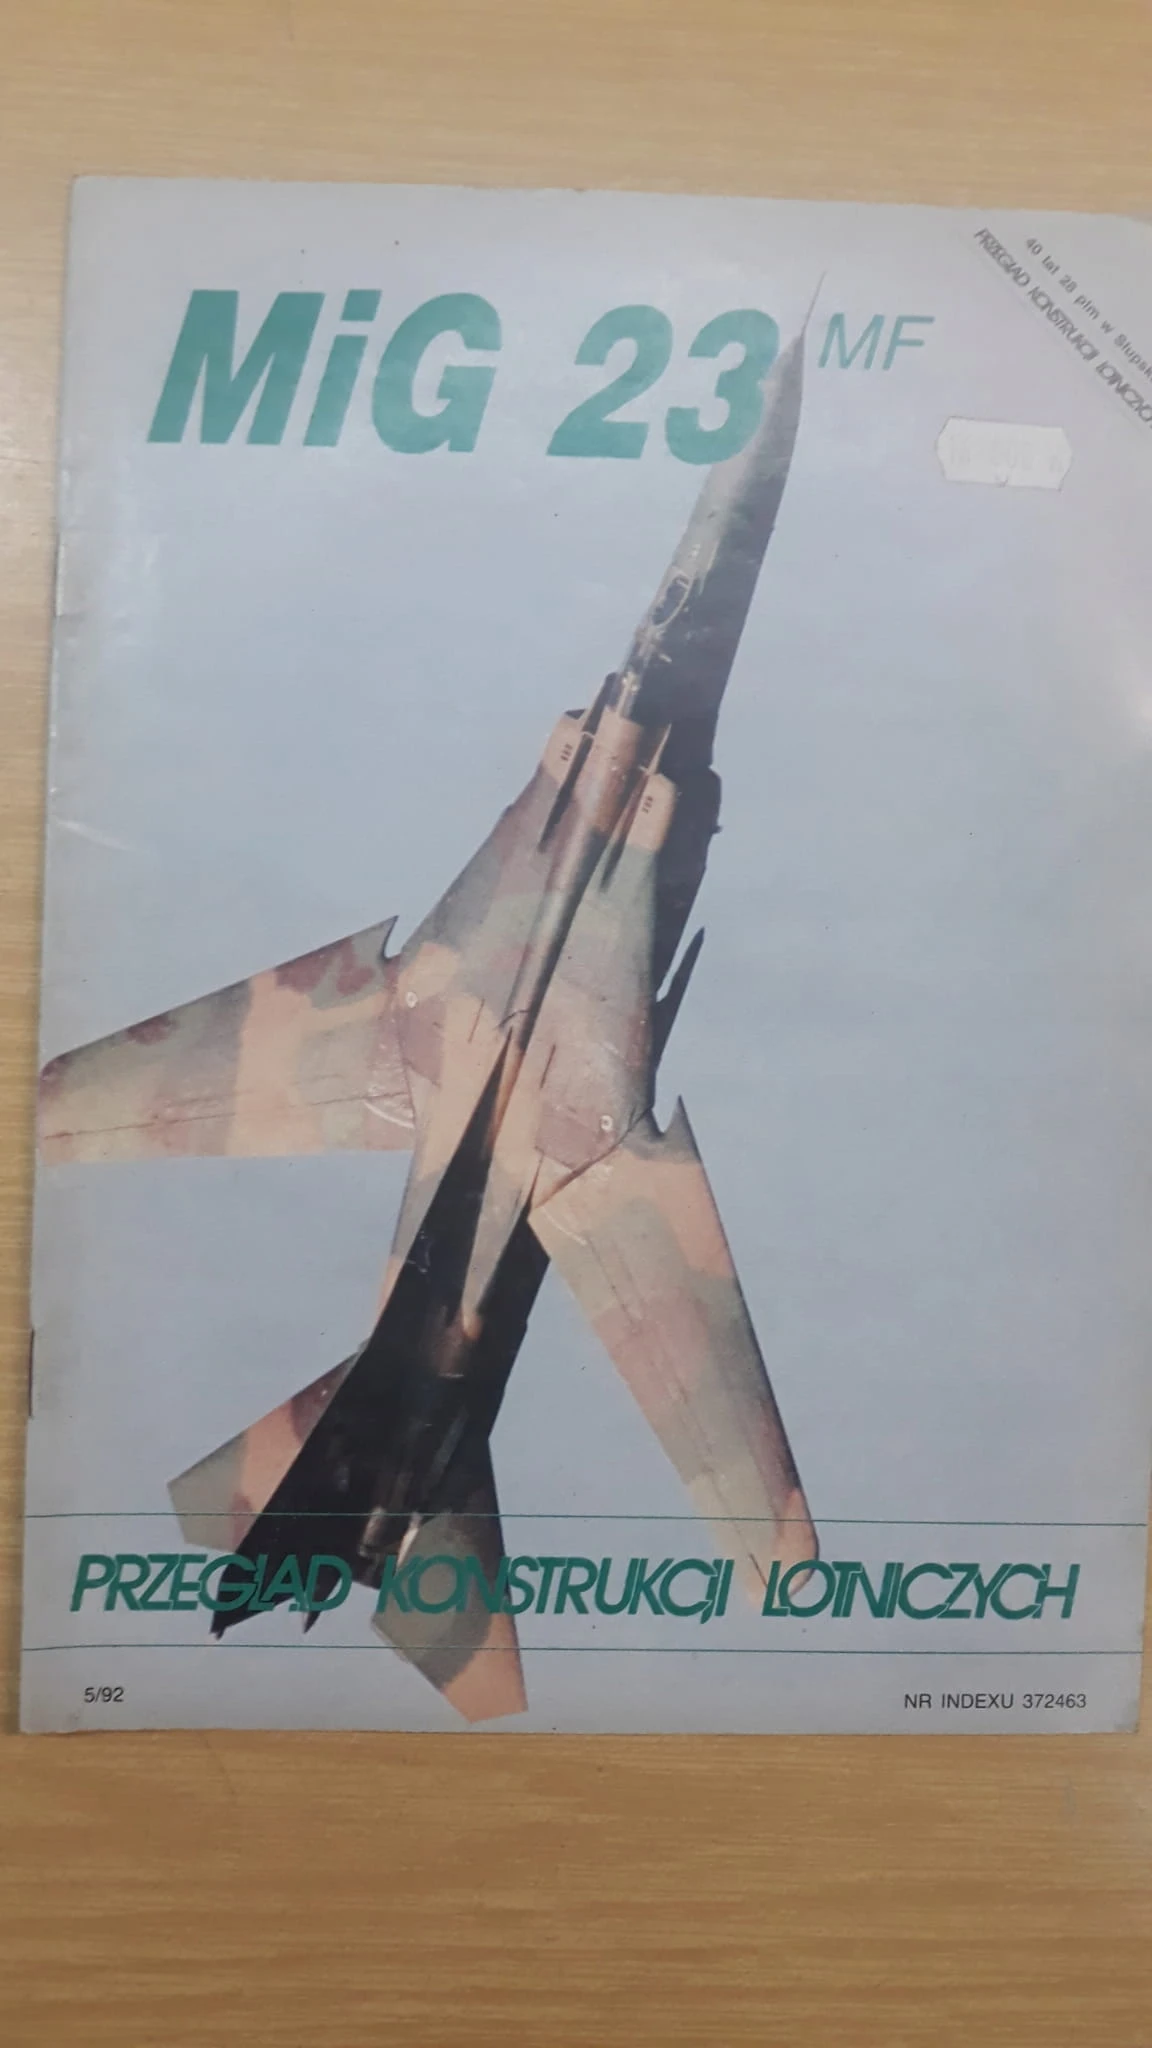 MiG 23 MF
40 lat 28 plm w Słupsku
PRZEGLĄD KONSTRUKCJI LOTNICZYCH
PRZEGLĄD KONSTRUKCJI LOTNICZYCH
5/92
NR INDEXU 372463